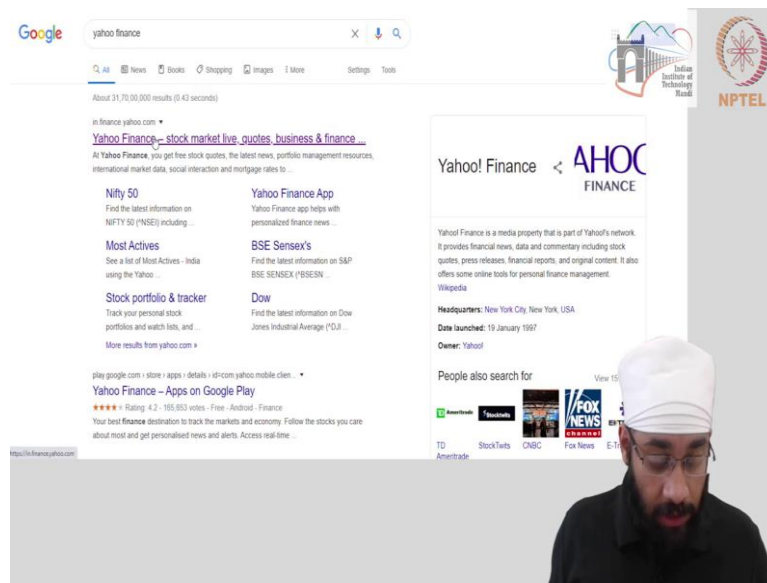 Google
yahoo finance
All News Books Shopping Images More Settings Tools
About 31,70,00,000 results (0.43 seconds)
in.finance.yahoo.com
Yahoo Finance – stock market live, quotes, business & finance ...
At Yahoo Finance, you get free stock quotes, the latest news, portfolio management resources,
international market data, social interaction and mortgage rates to ...
Nifty 50
Find the latest information on
NIFTY 50 (^NSEI) including ...
Yahoo Finance App
Yahoo Finance app helps with
personalized finance news ...
Most Actives
See a list of Most Actives - India
using the Yahoo ...
BSE Sensex's
Find the latest information on S&P
BSE SENSEX (^BSESN ...
Stock portfolio & tracker
Track your personal stock
portfolios and watch lists, and ...
Dow
Find the latest information on Dow
Jones Industrial Average (^DJI ...
More results from yahoo.com »
play.google.com › store › apps › details › id=com.yahoo.mobile.clien...
Yahoo Finance – Apps on Google Play
Rating: 4.2 - 165,653 votes - Free - Android - Finance
Your best finance destination to track the markets and economy. Follow the stocks you care
about most and get personalised news and alerts. Access real-time ...
https://in.finance.yahoo.com
Yahoo! Finance
AHOO
FINANCE
Yahoo! Finance is a media property that is part of Yahoo!'s network.
It provides financial news, data and commentary including stock
quotes, press releases, financial reports, and original content. It also
offers some online tools for personal finance management.
Wikipedia
Headquarters: New York City, New York, USA
Date launched: 19 January 1997
Owner: Yahoo!
People also search for
View 15
Ameritrade
Stocktwits
FOX
NEWS
channel
TD
Ameritrade
StockTwits
CNBC
Fox News
E-Tr
Indian
Institute of
Technology
Mandi
NPTEL